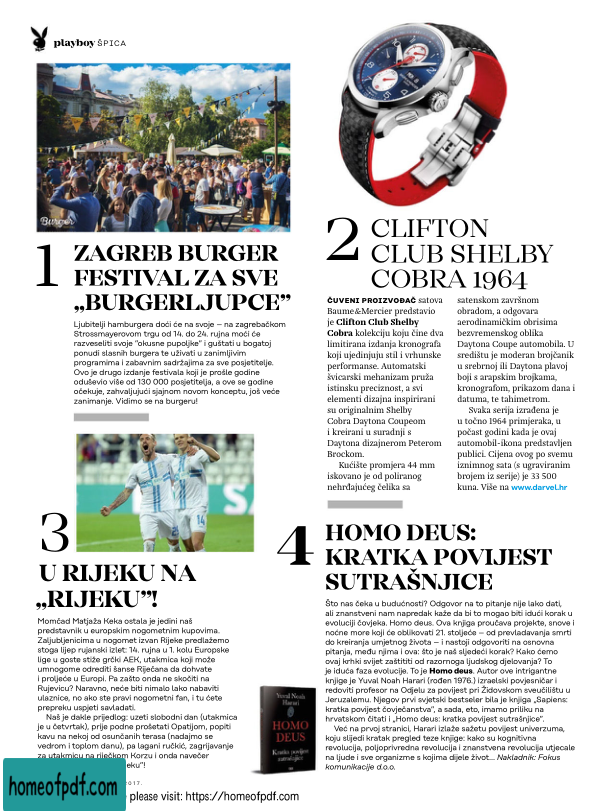 playboy ŠPICA
Burger
1
ZAGREB BURGER
FESTIVAL ZA SVE
„BURGERLJUPCE”
Ljubitelji hamburgera doći će na svoje – na zagrebačkom
Strossmayerovom trgu od 14. do 24. rujna moći će
razveseliti svoje "okusne pupoljke" i guštati u bogatoj
ponudi slasnih burgera te uživati u zanimljivim
programima i zabavnim sadržajima za sve posjetitelje.
Ovo je drugo izdanje festivala koji je prošle godine
oduševio više od 130 000 posjetitelja, a ove se godine
očekuje, zahvaljujući sjajnom novom konceptu, još veće
zanimanje. Vidimo se na burgeru!
2
CLIFTON
CLUB SHELBY
COBRA 1964
ČUVENI PROIZVOĐAČ satova
Baume&Mercier predstavio
je Clifton Club Shelby
Cobra kolekciju koju čine dva
limitirana izdanja kronografa
koji ujedinjuju stil i vrhunske
performanse. Automatski
švicarski mehanizam pruža
istinsku preciznost, a svi
elementi dizajna inspirirani
su originalnim Shelby
Cobra Daytona Coupeom
i kreirani u suradnji s
Daytona dizajnerom Peterom
Brockom.
Kućište promjera 44 mm
iskovano je od poliranog
nehrđajućeg čelika sa
satenskom završnom
obradom, a odgovara
aerodinamičkim obrisima
bezvremenskog oblika
Daytona Coupe automobila. U
središtu je moderan brojčanik
u srebrnoj ili Daytona plavoj
boji s arapskim brojkama,
kronografom, prikazom dana i
datuma, te tahimetrom.
Svaka serija izrađena je
u točno 1964 primjeraka, u
počast godini kada je ovaj
automobil-ikona predstavljen
publici. Cijena ovog po svemu
iznimnog sata (s ugraviranim
brojem iz serije) je 33 500
kuna. Više na www.darvel.hr
3
U RIJEKU NA
„RIJEKU”!
Momčad Matjaža Keka ostala je jedini naš
predstavnik u europskim nogometnim kupovima.
Zaljubljenicima u nogomet izvan Rijeke predlažemo
stoga lijep rujanski izlet: 14. rujna u 1. kolu Europske
lige u goste stiže grčki AEK, utakmica koji može
umnogome odrediti šanse Riječana da dohvate
i proljeće u Europi. Pa zašto onda ne skočiti na
Rujevicu? Naravno, neće biti nimalo lako nabaviti
ulaznice, no ako ste pravi nogometni fan, i tu ćete
prepreku uspjeti savladati.
Naš je dakle prijedlog: uzeti slobodni dan (utakmica
je u četvrtak), prije podne prošetati Opatijom, popiti
kavu na nekoj od osunčanih terasa (nadajmo se
vedrom i toplom danu), pa lagani ručkić, zagrijavanje
za utakmicu na riječkom Korzu i onda navečer
jeku"!
4
HOMO DEUS:
KRATKA POVIJEST
SUTRAŠNJICE
Što nas čeka u budućnosti? Odgovor na to pitanje nije lako dati,
ali znanstveni nam napredak kaže da bi to mogao biti idući korak u
evoluciji čovjeka. Homo deus. Ova knjiga proučava projekte, snove i
noćne more koji će oblikovati 21. stoljeće – od prevladavanja smrti
do kreiranja umjetnog života – i nastoji odgovoriti na osnovna
pitanja, među njima i ova: što je naš sljedeći korak? Kako ćemo
ovaj krhki svijet zaštititi od razornoga ljudskog djelovanja? To
je iduća faza evolucije. To je Homo deus. Autor ove intrigantne
knjige je Yuval Noah Harari (rođen 1976.) izraelski povjesničar i
redoviti profesor na Odjelu za povijest pri Židovskom sveučilištu u
Jeruzalemu. Njegov prvi svjetski bestseler bila je knjiga „Sapiens:
kratka povijest čovječanstva", a sada, eto, imamo priliku na
hrvatskom čitati i „Homo deus: kratka povijest sutrašnjice".
Već na prvoj stranici, Harari izlaže sažetu povijest univerzuma,
koju slijedi kratak pregled teze knjige: kako su kognitivna
revolucija, poljoprivredna revolucija i znanstvena revolucija utjecale
na ljude i sve organizme s kojima dijele život... Nakladnik: Fokus
komunikacije d.o.o.
Yuval Noah
Harari
HOMO
DEUS
Kratka povijest
sutrašnjice
2017.
homeofpdf.com
please visit: https://homeofpdf.com